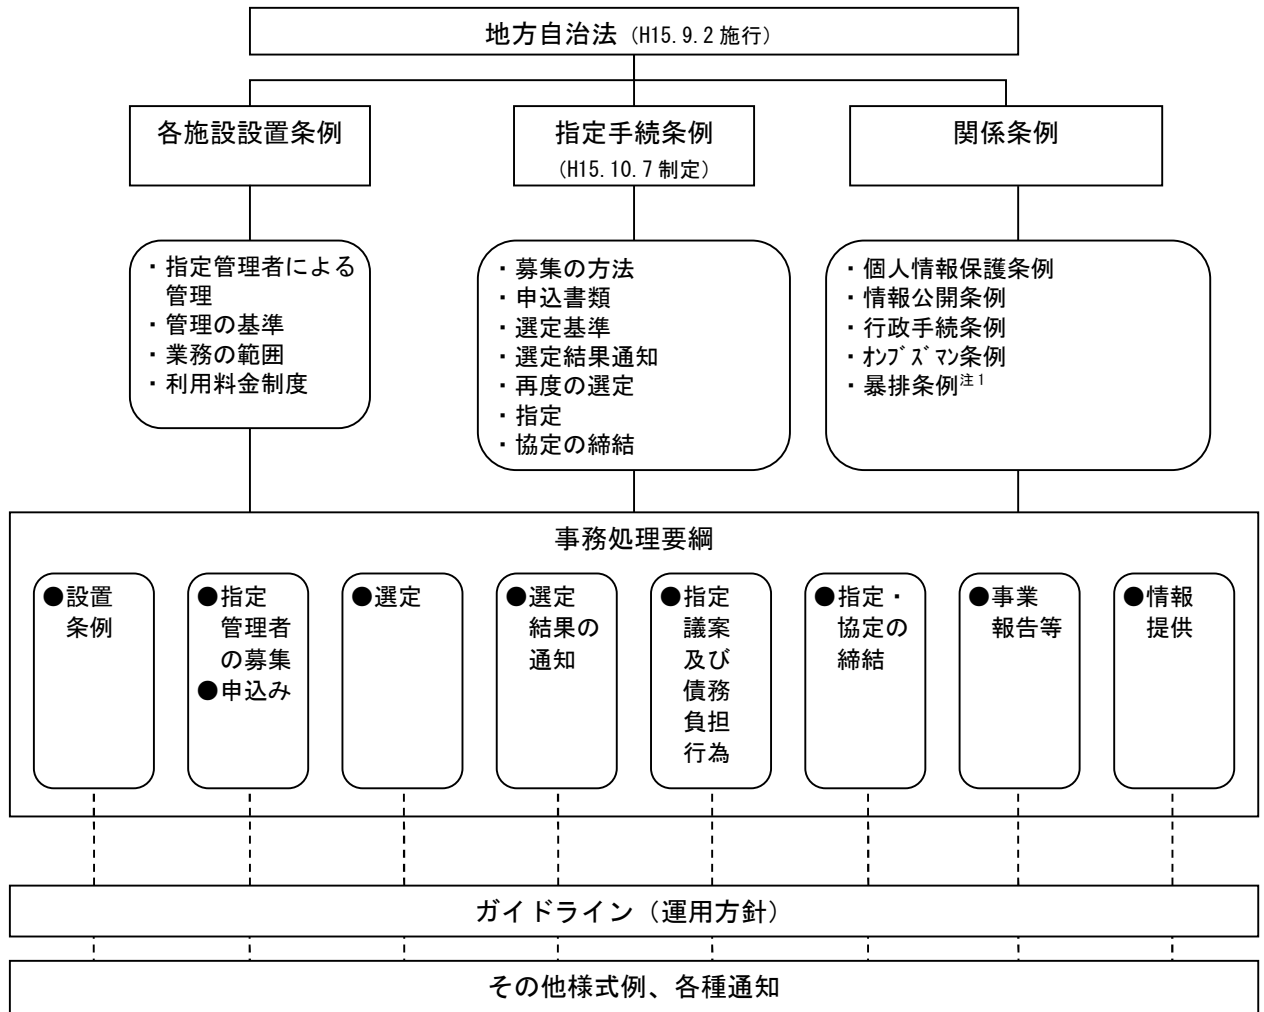 地方自治法（H15.9.2 施行）
各施設設置条例
指定手続条例
（H15.10.7 制定）
関係条例
・指定管理者による
管理
・管理の基準
・業務の範囲
・利用料金制度
・募集の方法
・申込書類
・選定基準
・選定結果通知
・再度の選定
・指定
・協定の締結
・個人情報保護条例
・情報公開条例
・行政手続条例
・ｵﾝﾌﾞｽﾞﾏﾝ条例
・暴排条例注1
事務処理要綱
●設置
条例
●指定
管理者
の募集
●申込み
●選定
●選定
結果の
通知
●指定
議案
及び
債務
負担
行為
●指定・
協定の
締結
●事業
報告等
●情報
提供
ガイドライン（運用方針）
その他様式例、各種通知